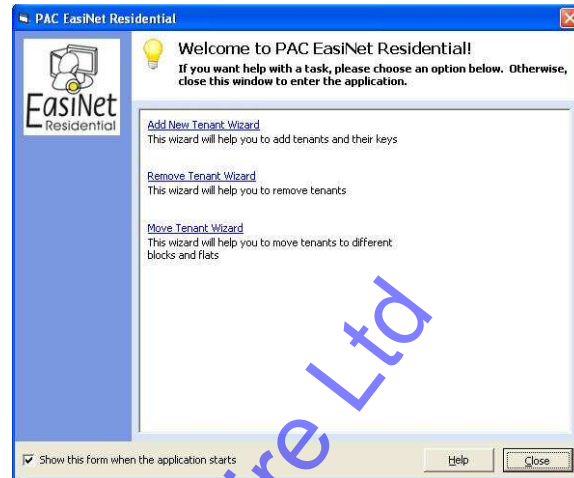 PAC EasiNet Residential
EasiNet
Residential
Welcome to PAC EasiNet Residential!
If you want help with a task, please choose an option below. Otherwise,
close this window to enter the application.
Add New Tenant Wizard
This wizard will help you to add tenants and their keys
Remove Tenant Wizard
This wizard will help you to remove tenants
Move Tenant Wizard
This wizard will help you to move tenants to different
blocks and flats
Show this form when the application starts
Help
Close
ire Ltd